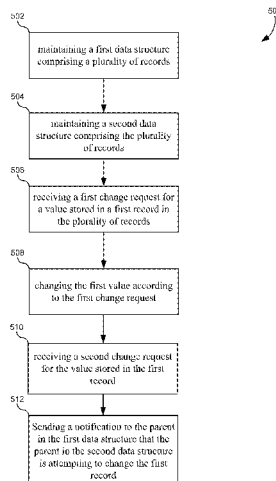 502
50
maintaining a first data structure
comprising a plurality of records
504
maintaining a second data
structure comprising the plurality
of records
506
receiving a first change request for
a value stored in a first record in
the plurality of records
508
changing the first value according
to the first change request
510
receiving a second change request
for the value stored in the first
record
512
Sending a notification to the parent
in the first data structure that the
parent in the second data structure
is attempting to change the first
record